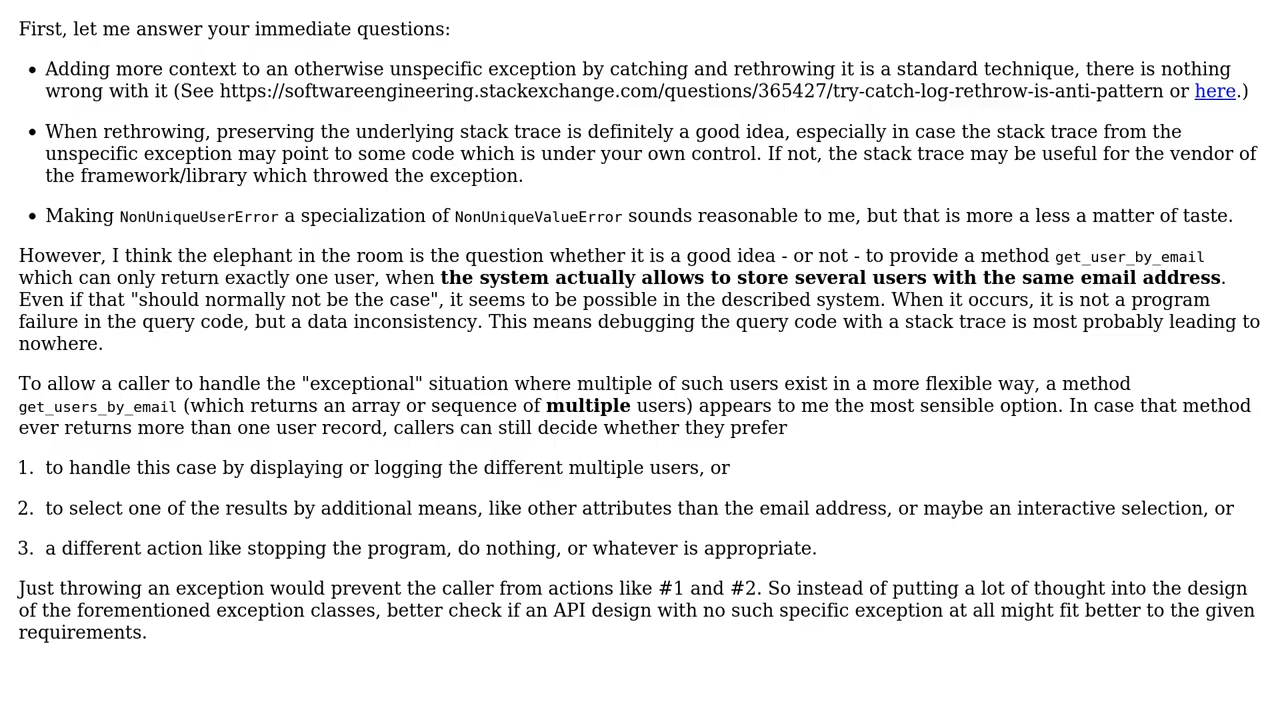 First, let me answer your immediate questions:
• Adding more context to an otherwise unspecific exception by catching and rethrowing it is a standard technique, there is nothing
wrong with it (See https://softwareengineering.stackexchange.com/questions/365427/try-catch-log-rethrow-is-anti-pattern or here.)
• When rethrowing, preserving the underlying stack trace is definitely a good idea, especially in case the stack trace from the
unspecific exception may point to some code which is under your own control. If not, the stack trace may be useful for the vendor of
the framework/library which throwed the exception.
• Making NonUniqueUserError a specialization of NonUniqueValueError sounds reasonable to me, but that is more a less a matter of taste.
However, I think the elephant in the room is the question whether it is a good idea - or not - to provide a method get_user_by_email
which can only return exactly one user, when the system actually allows to store several users with the same email address.
Even if that "should normally not be the case", it seems to be possible in the described system. When it occurs, it is not a program
failure in the query code, but a data inconsistency. This means debugging the query code with a stack trace is most probably leading to
nowhere.
To allow a caller to handle the "exceptional" situation where multiple of such users exist in a more flexible way, a method
get_users_by_email (which returns an array or sequence of multiple users) appears to me the most sensible option. In case that method
ever returns more than one user record, callers can still decide whether they prefer
1. to handle this case by displaying or logging the different multiple users, or
2. to select one of the results by additional means, like other attributes than the email address, or maybe an interactive selection, or
3. a different action like stopping the program, do nothing, or whatever is appropriate.
Just throwing an exception would prevent the caller from actions like #1 and #2. So instead of putting a lot of thought into the design
of the forementioned exception classes, better check if an API design with no such specific exception at all might fit better to the given
requirements.